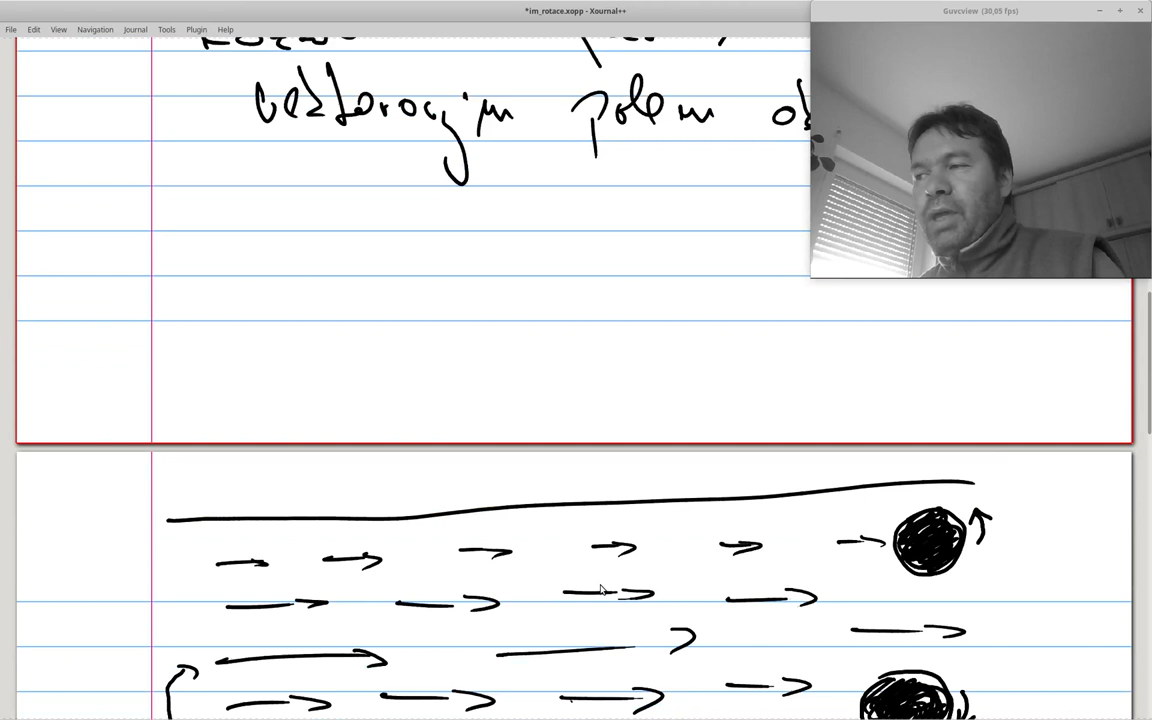 *im_rotace.xopp - Xournal++
Guvcview (30,05 fps)
File Edit View Navigation Journal Tools Plugin Help
vektorovým polem